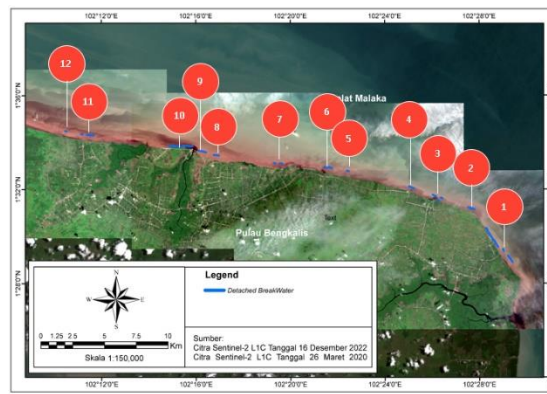 102°12'0"E 102°16'0"E 102°20'0"E 102°24'0"E 102°28'0"E
12
11
10
9
8
7
6
5
4
3
2
1
lat Malaka
Pulau Bengkalis
N
W E
S
0 1.25 2.5 5 7.5 10
Km
Skala 1:150,000
Legend
Detached BreakWater
Sumber:
Citra Sentinel-2 L1C Tanggal 16 Desember 2022
Citra Sentinel-2 L1C Tanggal 26 Maret 2020
102°12'0"E 102°16'0"E 102°20'0"E 102°24'0"E 102°28'0"E